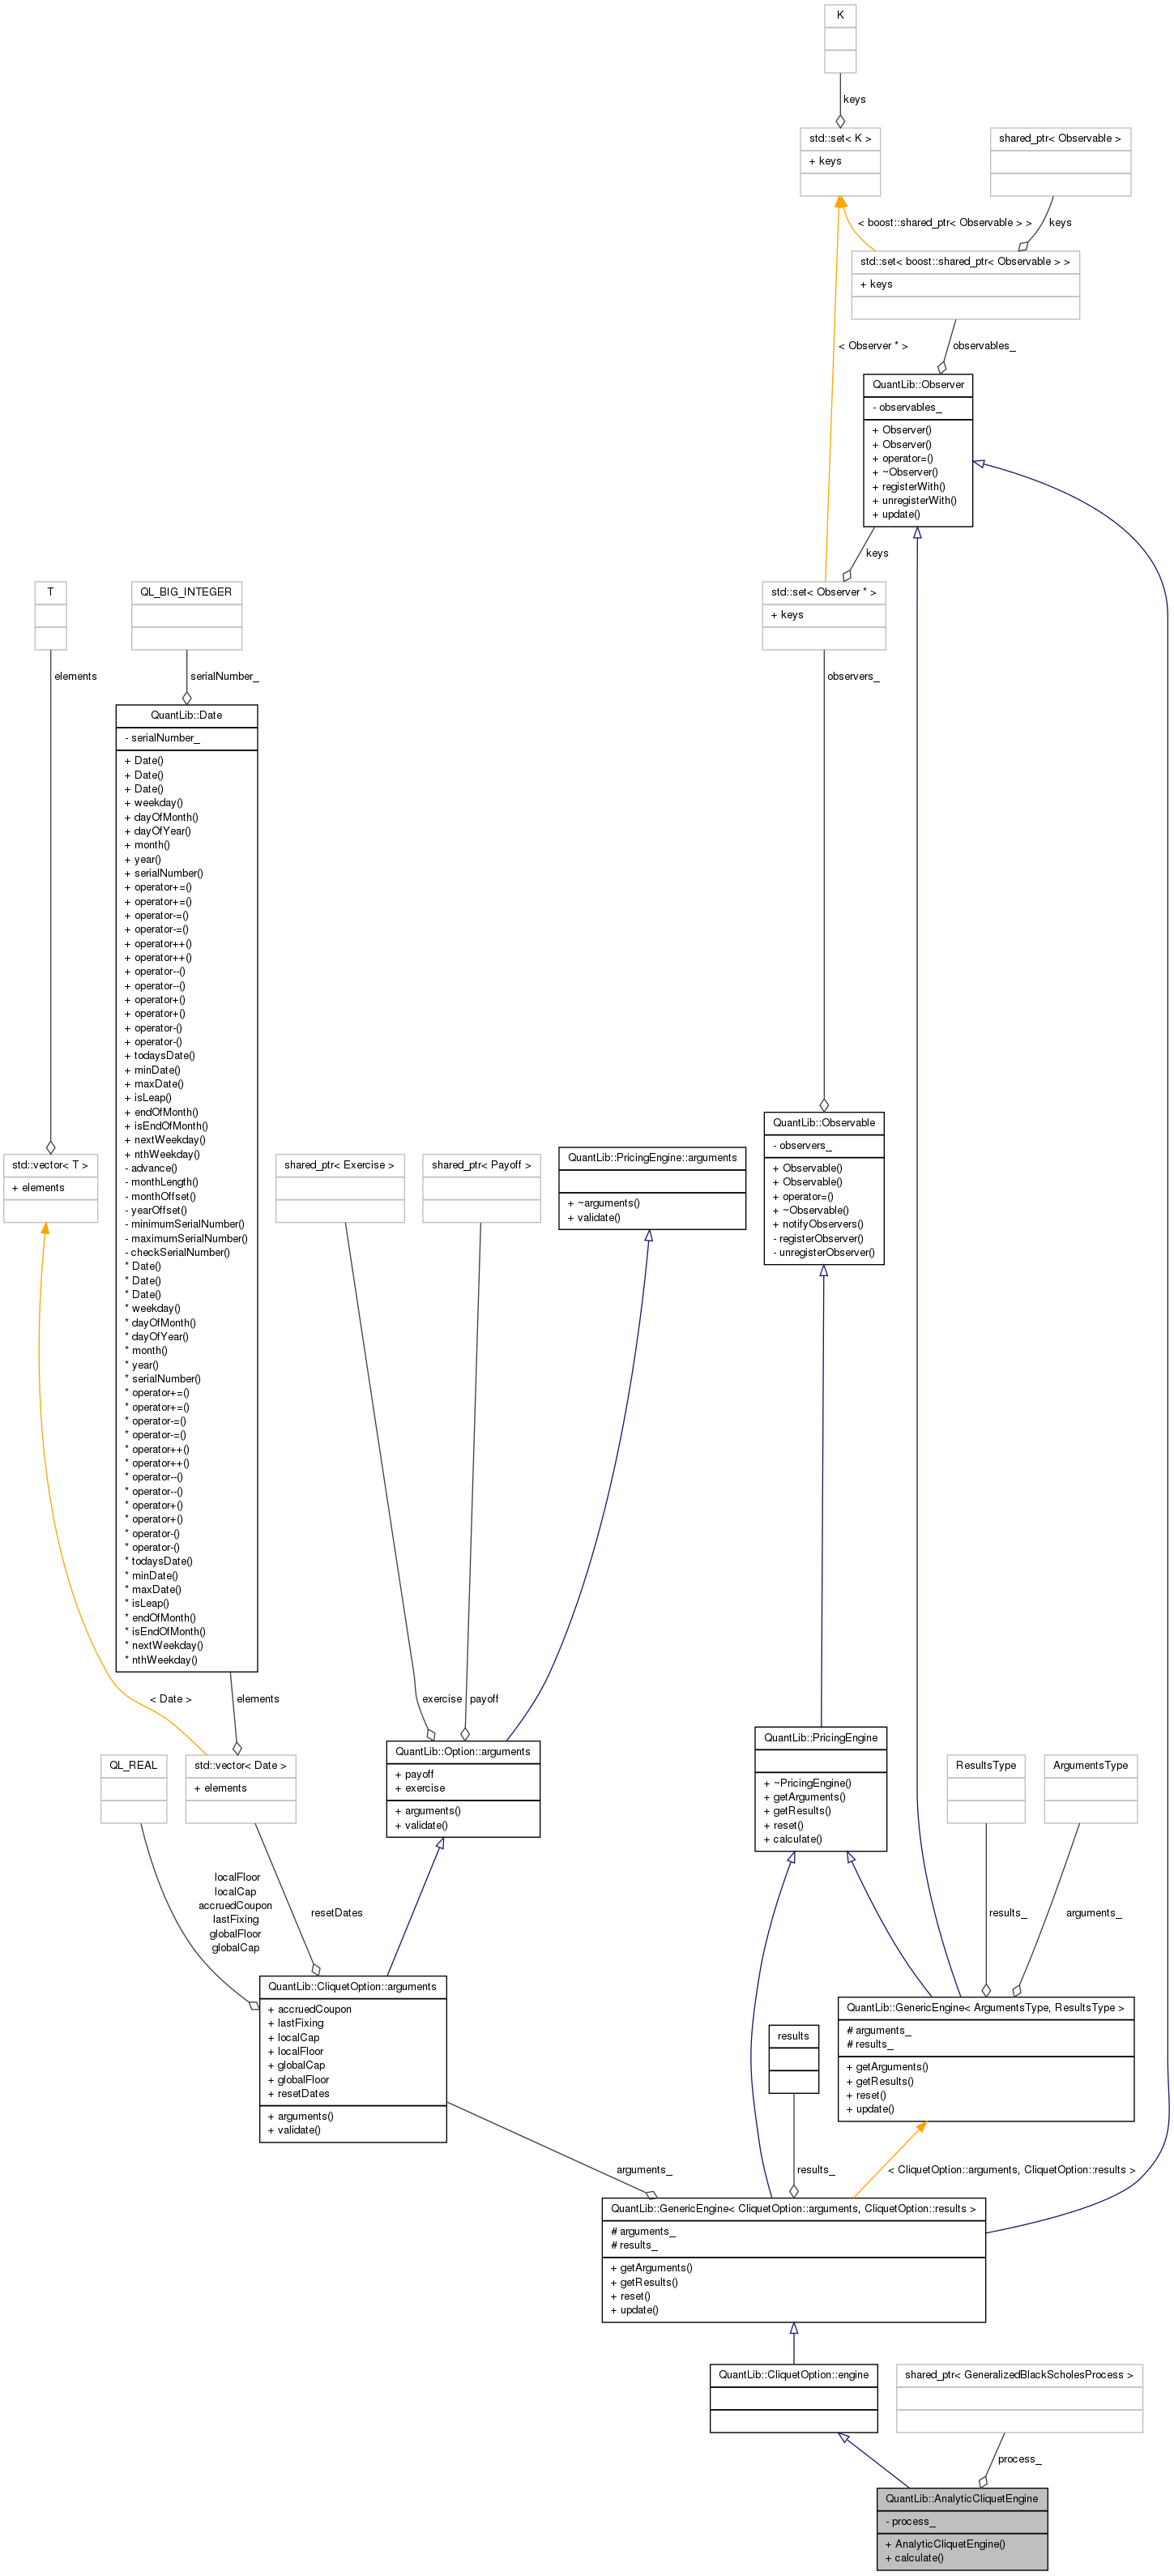 K
keys
std::set< K >
+ keys
shared_ptr< Observable >
< boost::shared_ptr< Observable > >
keys
std::set< boost::shared_ptr< Observable > >
+ keys
< Observer * >
observables_
QuantLib::Observer
- observables_
+ Observer()
+ Observer()
+ operator=()
+ ~Observer()
+ registerWith()
+ unregisterWith()
+ update()
keys
T
QL_BIG_INTEGER
std::set< Observer * >
+ keys
elements
serialNumber_
observers_
QuantLib::Date
- serialNumber_
+ Date()
+ Date()
+ Date()
+ weekday()
+ dayOfMonth()
+ dayOfYear()
+ month()
+ year()
+ serialNumber()
+ operator+=()
+ operator+=()
+ operator-=()
+ operator-=()
+ operator++()
+ operator++()
+ operator--()
+ operator--()
+ operator+()
+ operator+()
+ operator-()
+ operator-()
+ todaysDate()
+ minDate()
+ maxDate()
+ isLeap()
+ endOfMonth()
+ isEndOfMonth()
+ nextWeekday()
+ nthWeekday()
- advance()
- monthLength()
- monthOffset()
- yearOffset()
- minimumSerialNumber()
- maximumSerialNumber()
- checkSerialNumber()
* Date()
* Date()
* Date()
* weekday()
* dayOfMonth()
* dayOfYear()
* month()
* year()
* serialNumber()
* operator+=()
* operator+=()
* operator-=()
* operator-=()
* operator++()
* operator++()
* operator--()
* operator--()
* operator+()
* operator+()
* operator-()
* operator-()
* todaysDate()
* minDate()
* maxDate()
* isLeap()
* endOfMonth()
* isEndOfMonth()
* nextWeekday()
* nthWeekday()
std::vector< T >
+ elements
shared_ptr< Exercise >
shared_ptr< Payoff >
QuantLib::PricingEngine::arguments
+ ~arguments()
+ validate()
QuantLib::Observable
- observers_
+ Observable()
+ Observable()
+ operator=()
+ ~Observable()
+ notifyObservers()
- registerObserver()
- unregisterObserver()
< Date >
elements
exercise
payoff
QL_REAL
std::vector< Date >
+ elements
QuantLib::Option::arguments
+ payoff
+ exercise
+ arguments()
+ validate()
QuantLib::PricingEngine
+ ~PricingEngine()
+ getArguments()
+ getResults()
+ reset()
+ calculate()
ResultsType
ArgumentsType
localFloor
localCap
accruedCoupon
lastFixing
globalFloor
globalCap
resetDates
results_
arguments_
QuantLib::CliquetOption::arguments
+ accruedCoupon
+ lastFixing
+ localCap
+ localFloor
+ globalCap
+ globalFloor
+ resetDates
+ arguments()
+ validate()
results
QuantLib::GenericEngine< ArgumentsType, ResultsType >
# arguments_
# results_
+ getArguments()
+ getResults()
+ reset()
+ update()
arguments_
results_
< CliquetOption::arguments, CliquetOption::results >
QuantLib::GenericEngine< CliquetOption::arguments, CliquetOption::results >
# arguments_
# results_
+ getArguments()
+ getResults()
+ reset()
+ update()
QuantLib::CliquetOption::engine
shared_ptr< GeneralizedBlackScholesProcess >
process_
QuantLib::AnalyticCliquetEngine
- process_
+ AnalyticCliquetEngine()
+ calculate()